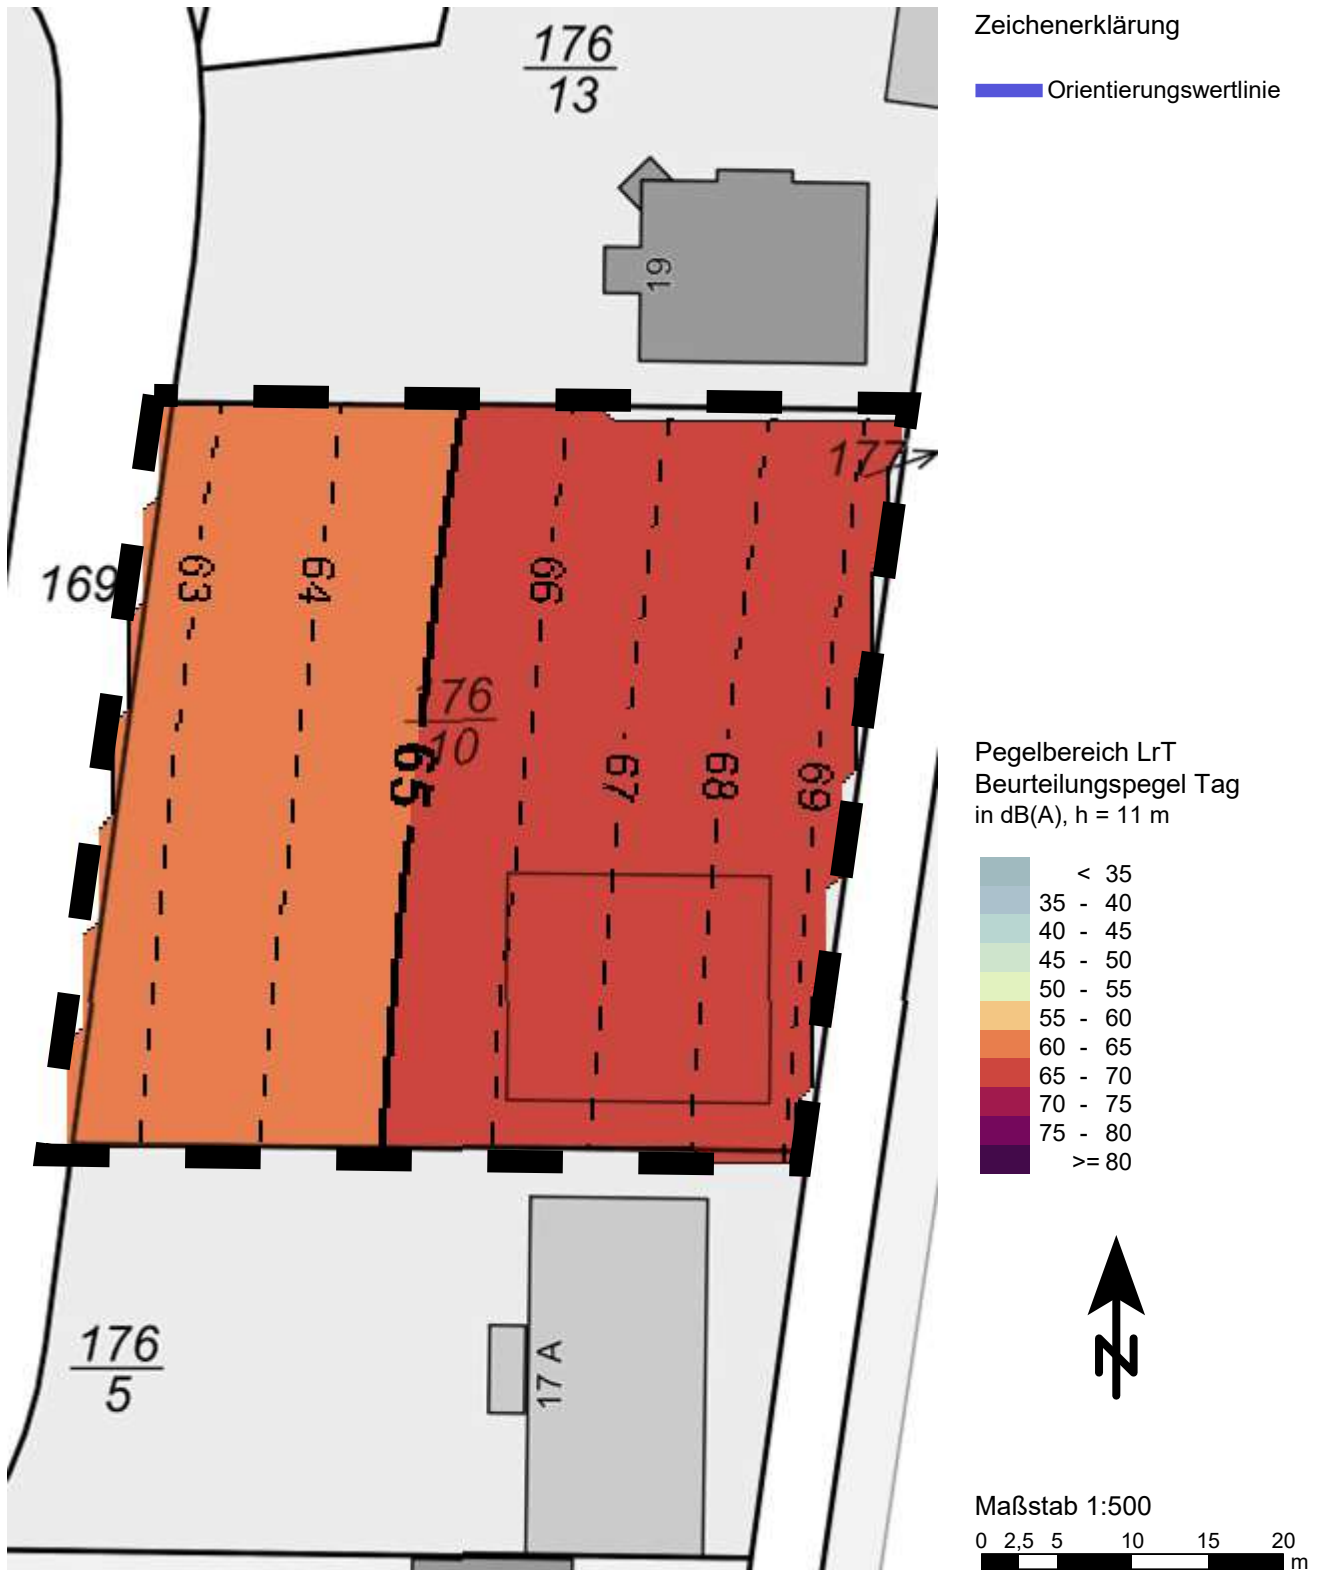 176
13
19
177
169
63
64
66
176
10
65
67
68
69
176
5
17 A
Zeichenerklärung
Orientierungswertlinie
Pegelbereich LrT
Beurteilungspegel Tag
in dB(A), h = 11 m
< 35
35 - 40
40 - 45
45 - 50
50 - 55
55 - 60
60 - 65
65 - 70
70 - 75
75 - 80
>= 80
N
Maßstab 1:500
0 2,5 5 10 15 20
m